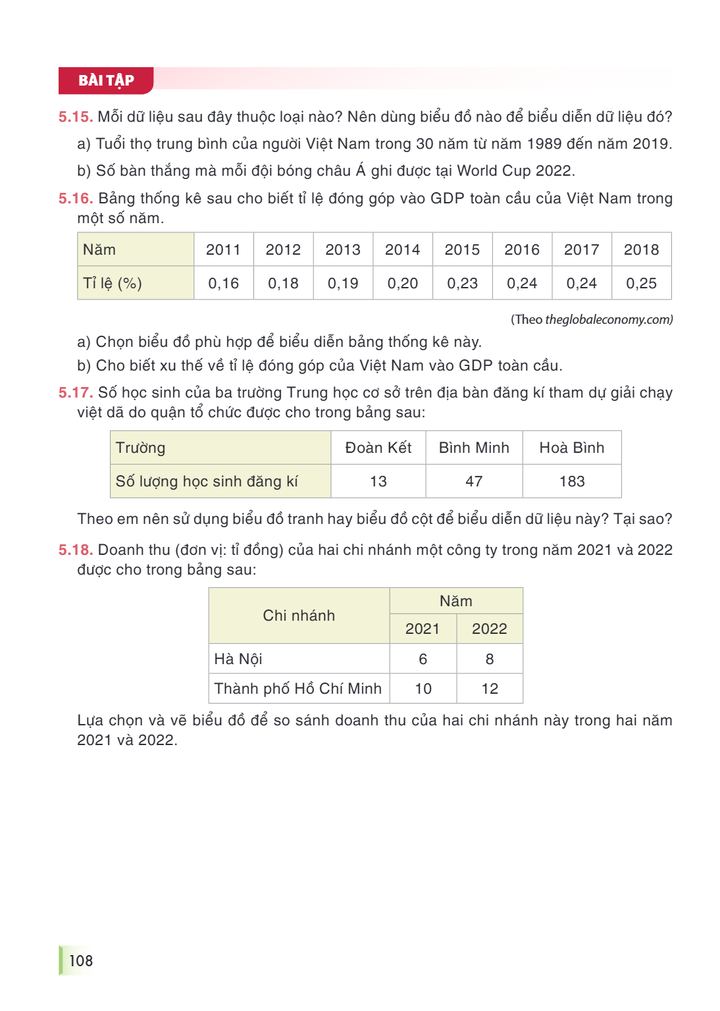 BÀI TẬP
5.15. Mỗi dữ liệu sau đây thuộc loại nào? Nên dùng biểu đồ nào để biểu diễn dữ liệu đó?
a) Tuổi thọ trung bình của người Việt Nam trong 30 năm từ năm 1989 đến năm 2019.
b) Số bàn thắng mà mỗi đội bóng châu Á ghi được tại World Cup 2022.
5.16. Bảng thống kê sau cho biết tỉ lệ đóng góp vào GDP toàn cầu của Việt Nam trong
một số năm.
Năm 2011 2012 2013 2014 2015 2016 2017 2018
Tỉ lệ (%) 0,16 0,18 0,19 0,20 0,23 0,24 0,24 0,25
(Theo theglobaleconomy.com)
a) Chọn biểu đồ phù hợp để biểu diễn bảng thống kê này.
b) Cho biết xu thế về tỉ lệ đóng góp của Việt Nam vào GDP toàn cầu.
5.17. Số học sinh của ba trường Trung học cơ sở trên địa bàn đăng kí tham dự giải chạy
việt dã do quận tổ chức được cho trong bảng sau:
Trường Đoàn Kết Bình Minh Hoà Bình
Số lượng học sinh đăng kí 13 47 183
Theo em nên sử dụng biểu đồ tranh hay biểu đồ cột để biểu diễn dữ liệu này? Tại sao?
5.18. Doanh thu (đơn vị: tỉ đồng) của hai chi nhánh một công ty trong năm 2021 và 2022
được cho trong bảng sau:
Chi nhánh Năm
2021 2022
Hà Nội 6 8
Thành phố Hồ Chí Minh 10 12
Lựa chọn và vẽ biểu đồ để so sánh doanh thu của hai chi nhánh này trong hai năm
2021 và 2022.
108